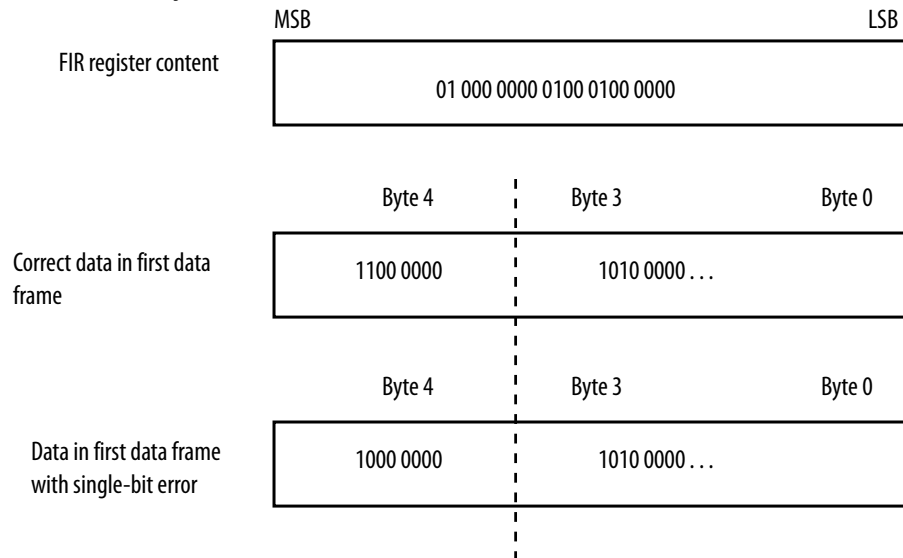 MSB LSB
FIR register content
01 000 0000 0100 0100 0000
Byte 4 Byte 3 Byte 0
Correct data in first data
frame
1100 0000 1010 0000 . . .
Byte 4 Byte 3 Byte 0
Data in first data frame
with single-bit error
1000 0000 1010 0000 . . .